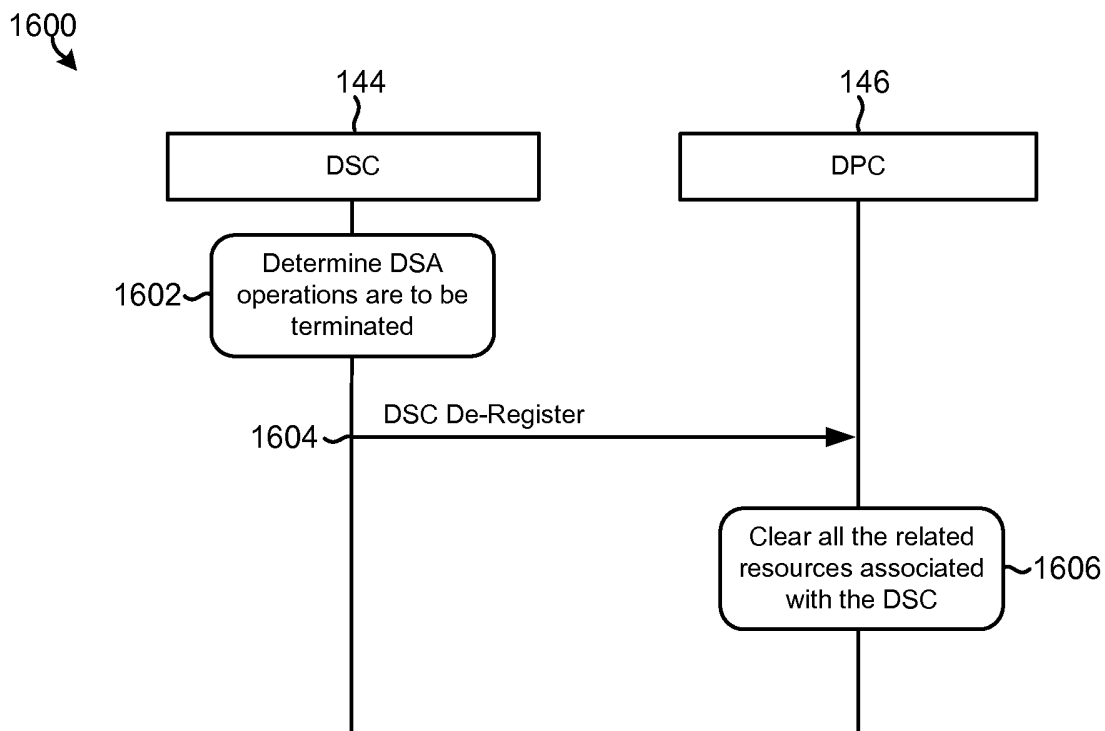 1600
144
146
DSC
DPC
Determine DSA
operations are to be
terminated
1602
DSC De-Register
1604
Clear all the related
resources associated
with the DSC
1606